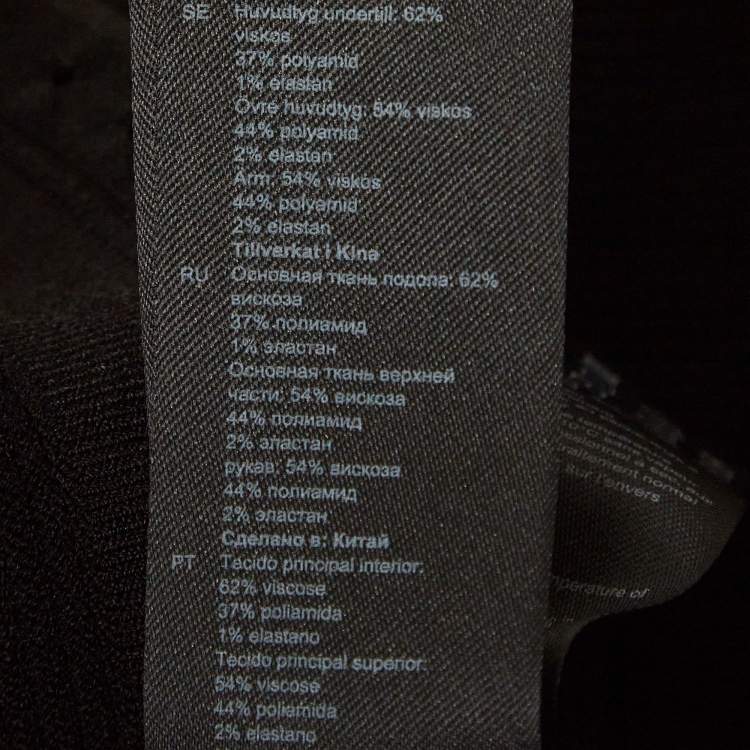 SE Huvudtyg undertill: 62%
viskos
37% polyamid
1% elastan
Övre huvudtyg: 54% viskos
44% polyamid
2% elastan
Ärm: 54% viskos
44% polyamid
2% elastan
Tillverkat i Kina
RU Основная ткань подола: 62%
вискоза
37% полиамид
1% эластан
Основная ткань верхней
части: 54% вискоза
44% полиамид
2% эластан
рукав: 54% вискоза
44% полиамид
2% эластан
Сделано в: Китай
PT Tecido principal interior:
62% viscose
37% poliamida
1% elastano
Tecido principal superior:
54% viscose
44% poliamida
2% elastano
normal
l'envers
of